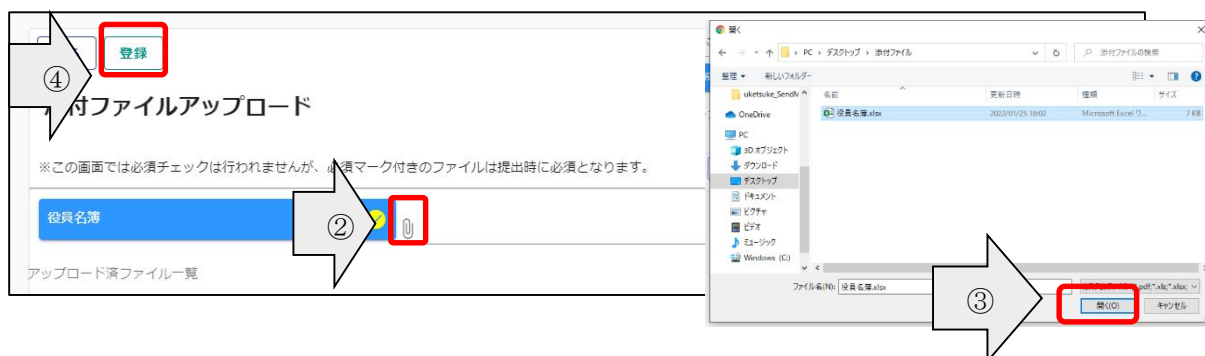 登録
④
付ファイルアップロード
※この画面では必須チェックは行われませんが、必須マーク付きのファイルは提出時に必須となります。
役員名簿
②
アップロード済ファイル一覧
開く
PC › デスクトップ › 添付ファイル
添付ファイルの検索
整理 新しいフォルダー
名前 更新日時 種類 サイズ
uketsuke_SendM
役員名簿.xlsx 2022/01/25 18:02 Microsoft Excel ワ... 7 KB
OneDrive
PC
3D オブジェクト
ダウンロード
デスクトップ
ドキュメント
ピクチャ
ビデオ
ミュージック
Windows (C:)
ファイル名(N): 役員名簿.xlsx
pdf;*.xls;*.xlsx;
③
開く(O) キャンセル